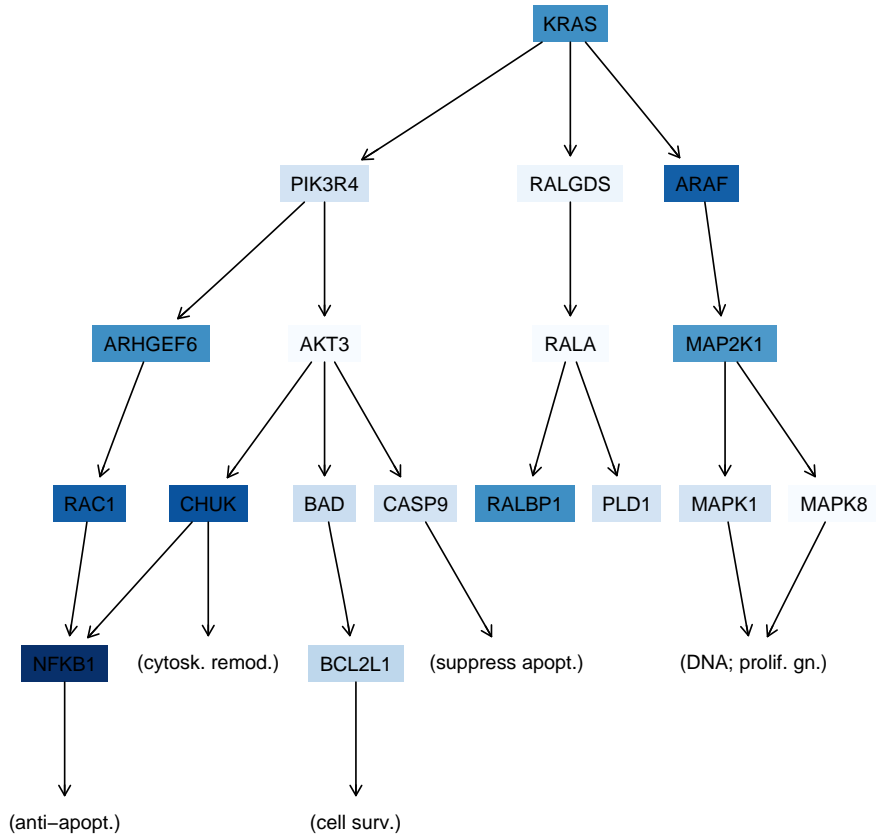 KRAS
PIK3R4
RALGDS
ARAF
ARHGEF6
AKT3
RALA
MAP2K1
RAC1
CHUK
BAD
CASP9
RALBP1
PLD1
MAPK1
MAPK8
NFKB1
(cytosk. remod.)
BCL2L1
(suppress apopt.)
(DNA; prolif. gn.)
(anti−apopt.)
(cell surv.)